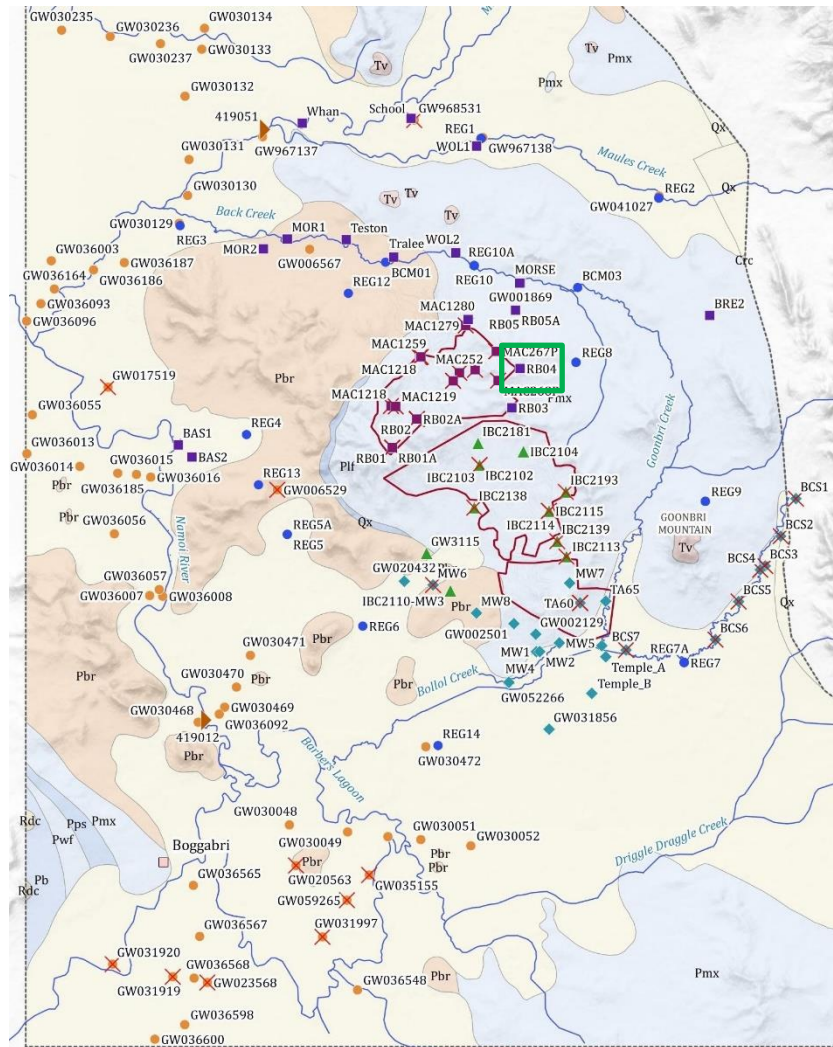 GW030235
GW030236
GW030134
GW030237
GW030133
Tv
Tv
Pmx
GW030132
Pmx
419051
Whan
School
GW968531
Qx
REG1
GW967137
WOL1
GW967138
GW030131
Maules Creek
GW030130
Tv
Tv
REG2
Qx
GW041027
GW030129
Back Creek
Tv
REG3
MOR1
Teston
MOR2
GW006567
Tralee
WOL2
REG10A
GW036003
GW036187
BCM01
REG10
Crc
GW036164
GW036186
REG12
MORSE
BCM03
GW036093
GW001869
BRE2
GW036096
MAC1280
RB05
RB05A
MAC1279
MAC1259
MAC267P
MAC252
RB04
REG8
GW017519
Pbr
MAC1218
MAC268P
Pmx
MAC1218
MAC1219
RB03
GW036055
RB02
RB02A
Goonbri Creek
BAS1
REG4
IBC2181
GW036013
BAS2
RB01
RB01A
IBC2104
GW036014
GW036015
Plf
IBC2103
IBC2102
Pbr
GW036185
GW036016
REG13
GW006529
IBC2193
REG9
BCS1
IBC2138
IBC2115
Pbr
Qx
IBC2114
GOONBRI
MOUNTAIN
GW036056
REG5A
IBC2139
BCS2
REG5
GW3115
IBC2113
Tv
Namoi River
BCS4
BCS3
GW036057
MW6
MW7
GW036007
GW036008
IBC2110-MW3
Pbr
MW8
TA60
TA65
BCS5
Qx
REG6
GW002129
GW002501
BCS6
GW030471
MW5
BCS7
REG7A
Pbr
MW1
MW2
Temple_A
REG7
GW030470
Pbr
Bollol Creek
MW4
Pbr
GW052266
Temple_B
GW030468
GW030469
GW036092
GW031856
419012
REG14
Pbr
Barbers Lagoon
GW030472
Rdc
Pps
Pmx
GW030048
Pwf
GW030049
GW030051
GW030052
Driggle Draggle Creek
Boggabri
Pbr
Pbr
Pbr
Pb
GW020563
GW035155
Rdc
GW036565
GW059265
GW036567
GW031997
GW031920
GW036568
Pbr
Pmx
GW031919
GW023568
GW036548
GW036598
GW036600